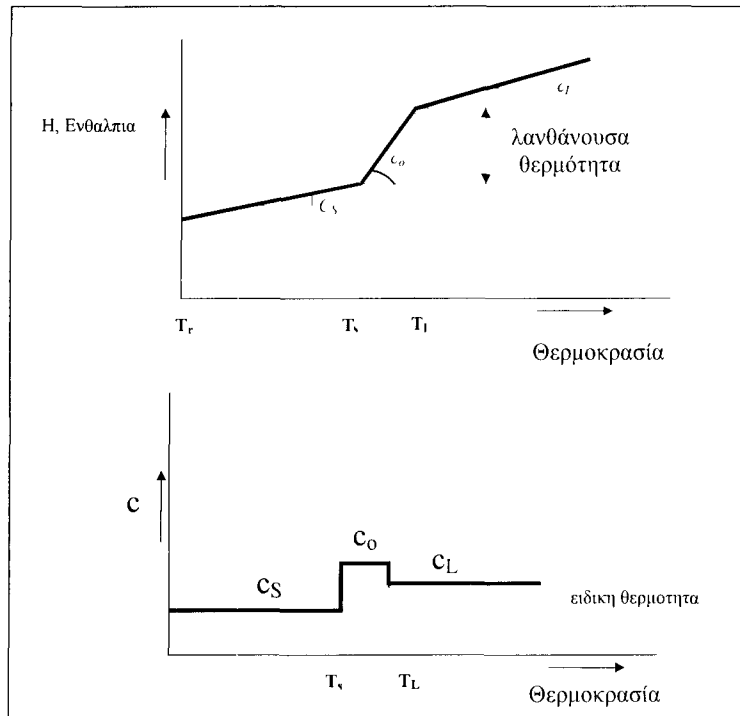 H, Ενθαλπια
c_l
λανθάνουσα
θερμότητα
c_o
C_S
T_r T_s T_l
Θερμοκρασία
c
c_o
c_S c_L
ειδικη θερμοτητα
T_s T_L
Θερμοκρασία